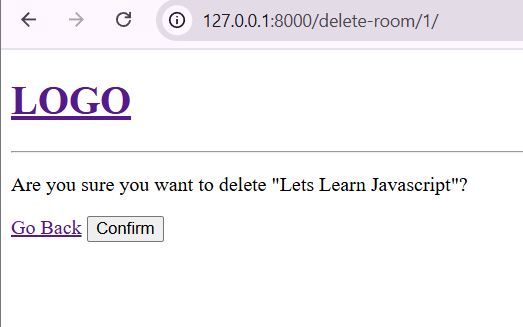 127.0.0.1:8000/delete-room/1/
LOGO
Are you sure you want to delete "Lets Learn Javascript"?
Go Back Confirm